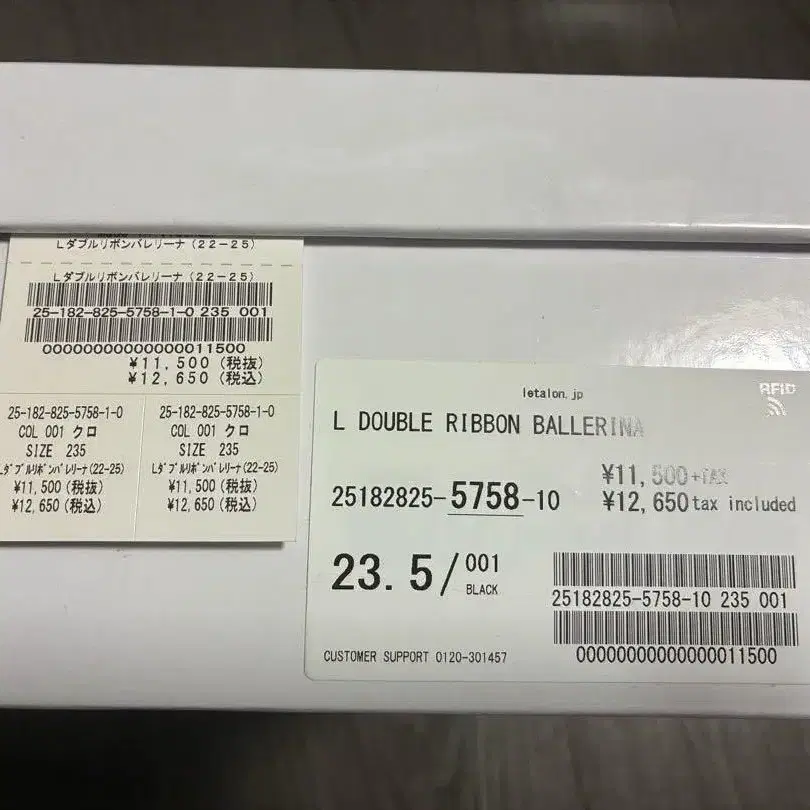 Lダブルリボンバレリーナ(22-25)
Lダブルリボンバレリーナ(22-25)
25-182-825-5758-1-0 235 001
00000000000000011500
¥11,500(税抜)
¥12,650(税込)
25-182-825-5758-1-0
COL 001 クロ
SIZE 235
Lダブルリボンバレリーナ(22-25)
¥11,500(税抜)
¥12,650(税込)
25-182-825-5758-1-0
COL 001 クロ
SIZE 235
Lダブルリボンバレリーナ(22-25)
¥11,500(税抜)
¥12,650(税込)
letalon.jp
RFID
L DOUBLE RIBBON BALLERINA
25182825-5758-10
¥11,500+TAX
¥12,650 tax included
23.5/001
BLACK
25182825-5758-10 235 001
00000000000000011500
CUSTOMER SUPPORT 0120-301457